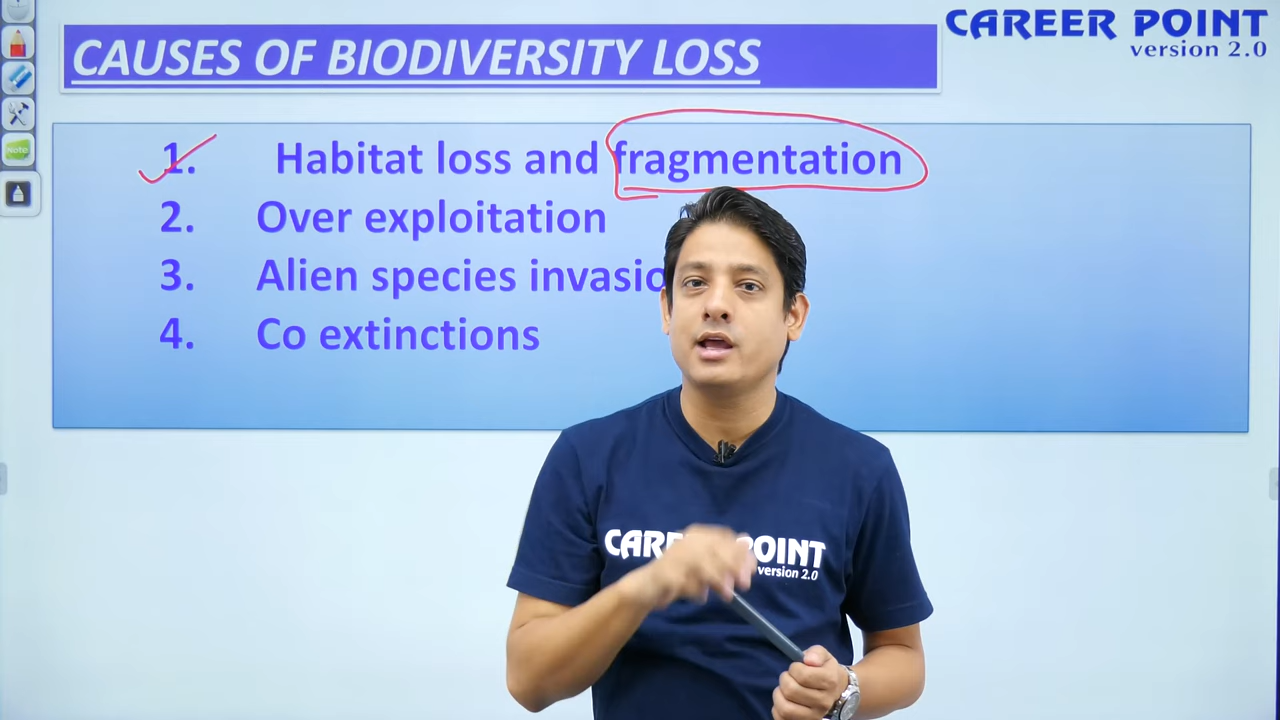 CAREER POINT
version 2.0
CAUSES OF BIODIVERSITY LOSS
1. Habitat loss and fragmentation
2. Over exploitation
3. Alien species
4. Co extinctions
Note
version 2.0